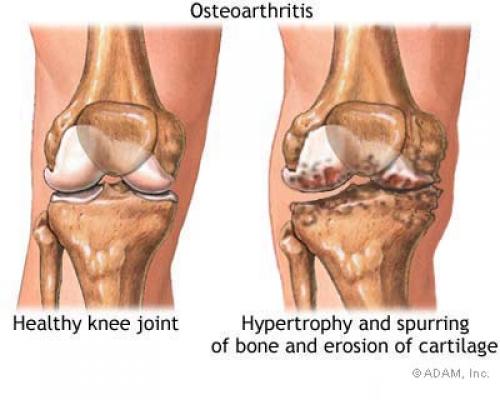 Osteoarthritis
Healthy knee joint
Hypertrophy and spurring
of bone and erosion of cartilage
©ADAM, Inc.